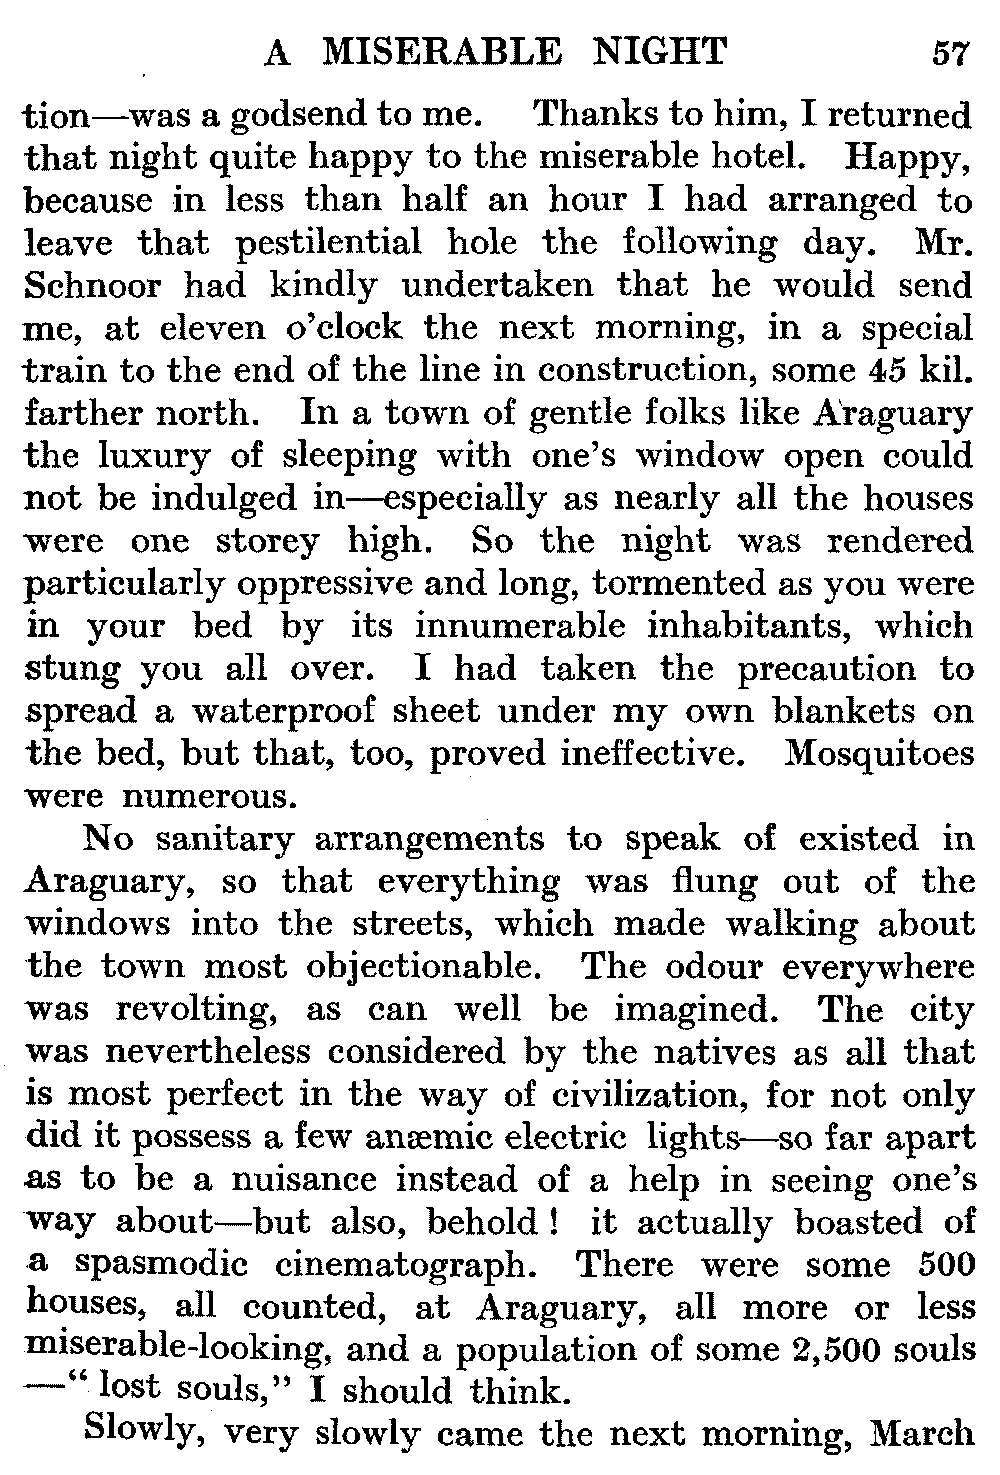 A MISERABLE NIGHT 57
tion—was a godsend to me. Thanks to him, I returned
that night quite happy to the miserable hotel. Happy,
because in less than half an hour I had arranged to
leave that pestilential hole the following day. Mr.
Schnoor had kindly undertaken that he would send
me, at eleven o'clock the next morning, in a special
train to the end of the line in construction, some 45 kil.
farther north. In a town of gentle folks like Araguary
the luxury of sleeping with one's window open could
not be indulged in—especially as nearly all the houses
were one storey high. So the night was rendered
particularly oppressive and long, tormented as you were
in your bed by its innumerable inhabitants, which
stung you all over. I had taken the precaution to
spread a waterproof sheet under my own blankets on
the bed, but that, too, proved ineffective. Mosquitoes
were numerous.
No sanitary arrangements to speak of existed in
Araguary, so that everything was flung out of the
windows into the streets, which made walking about
the town most objectionable. The odour everywhere
was revolting, as can well be imagined. The city
was nevertheless considered by the natives as all that
is most perfect in the way of civilization, for not only
did it possess a few anæmic electric lights—so far apart
as to be a nuisance instead of a help in seeing one's
way about—but also, behold ! it actually boasted of
a spasmodic cinematograph. There were some 500
houses, all counted, at Araguary, all more or less
miserable-looking, and a population of some 2,500 souls
—“ lost souls,” I should think.
Slowly, very slowly came the next morning, March